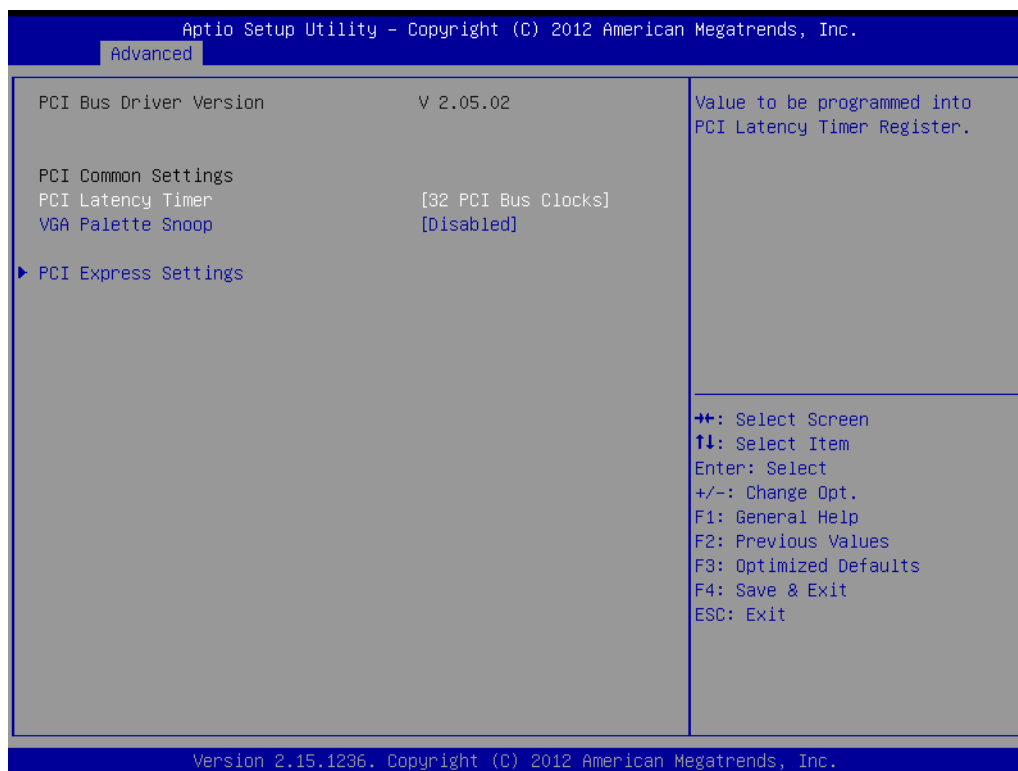 Aptio Setup Utility – Copyright (C) 2012 American Megatrends, Inc.
Advanced
PCI Bus Driver Version V 2.05.02
PCI Common Settings
PCI Latency Timer [32 PCI Bus Clocks]
VGA Palette Snoop [Disabled]
▶ PCI Express Settings
Value to be programmed into
PCI Latency Timer Register.
→←: Select Screen
↑↓: Select Item
Enter: Select
+/-: Change Opt.
F1: General Help
F2: Previous Values
F3: Optimized Defaults
F4: Save & Exit
ESC: Exit
Version 2.15.1236. Copyright (C) 2012 American Megatrends, Inc.